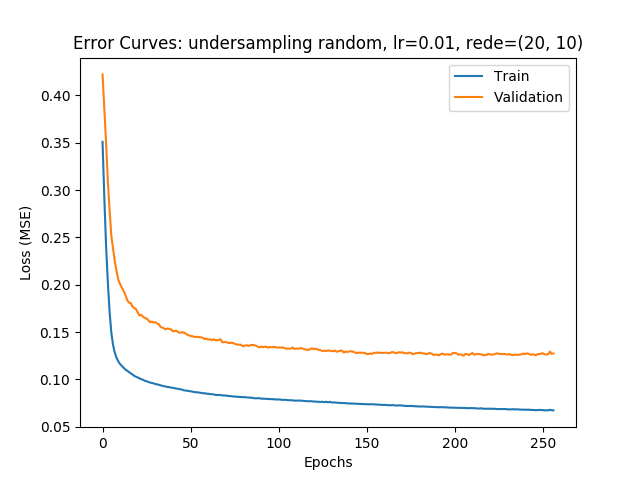 Error Curves: undersampling random, lr=0.01, rede=(20, 10)
Train
Validation
0.40
0.35
0.30
0.25
0.20
0.15
0.10
0.05
Loss (MSE)
0 50 100 150 200 250
Epochs